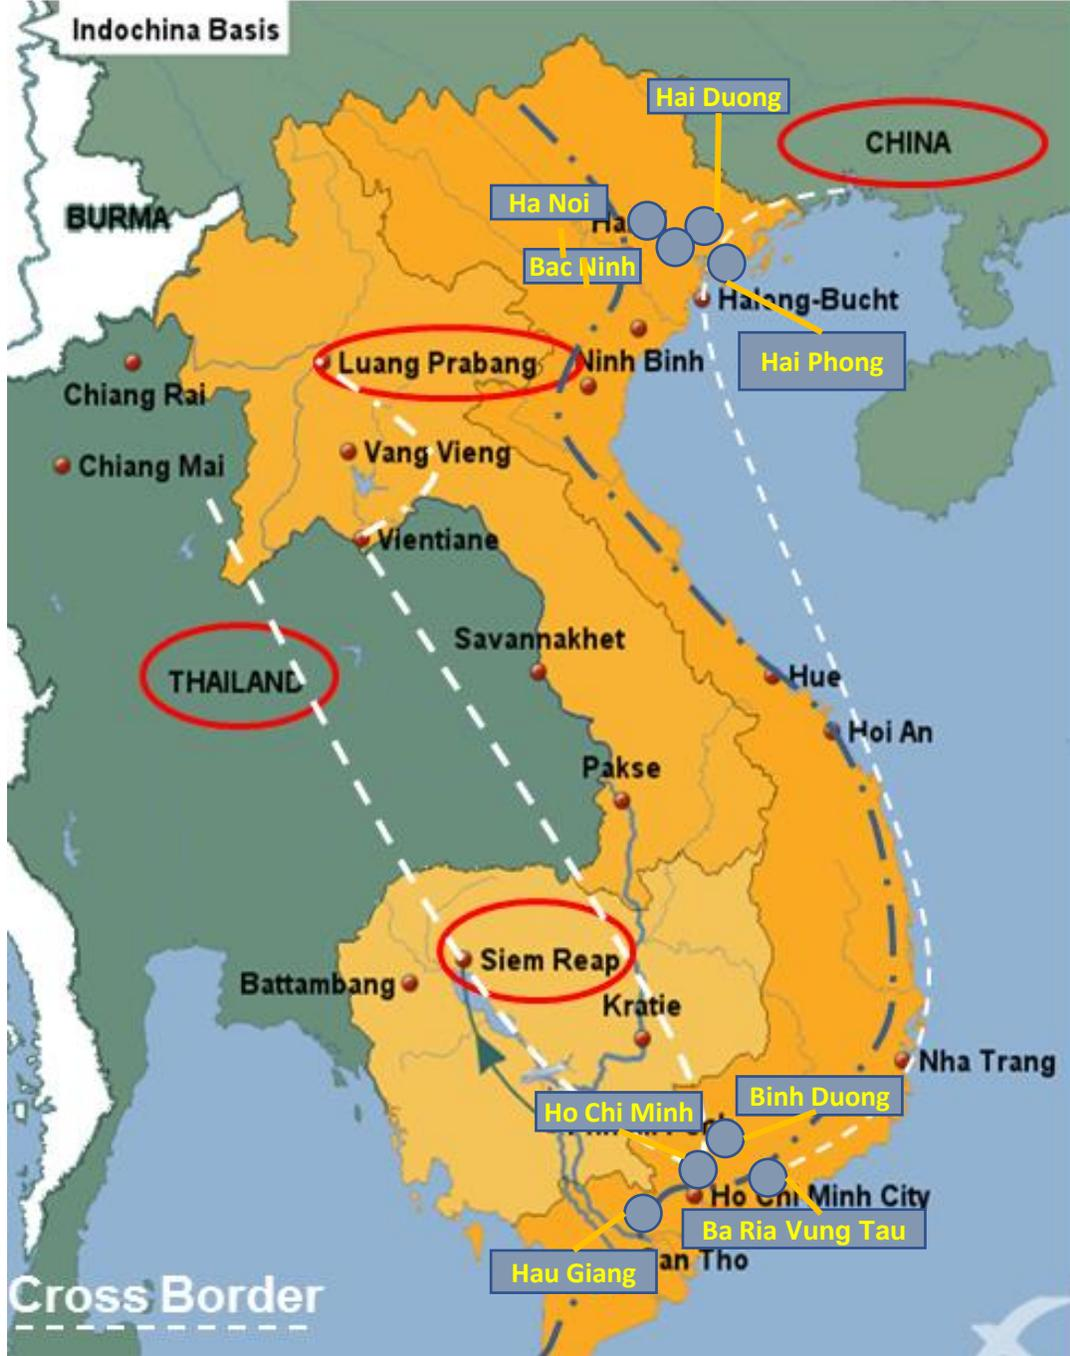 Indochina Basis
Hai Duong
CHINA
BURMA
Ha Noi
Bac Ninh
Halong-Bucht
Hai Phong
Luang Prabang
Ninh Binh
Chiang Rai
Vang Vieng
Chiang Mai
Vientiane
Savannakhet
THAILAND
Hue
Hoi An
Pakse
Siem Reap
Battambang
Kratie
Nha Trang
Binh Duong
Ho Chi Minh
Ho Chi Minh City
Ba Ria Vung Tau
Hau Giang
Cross Border